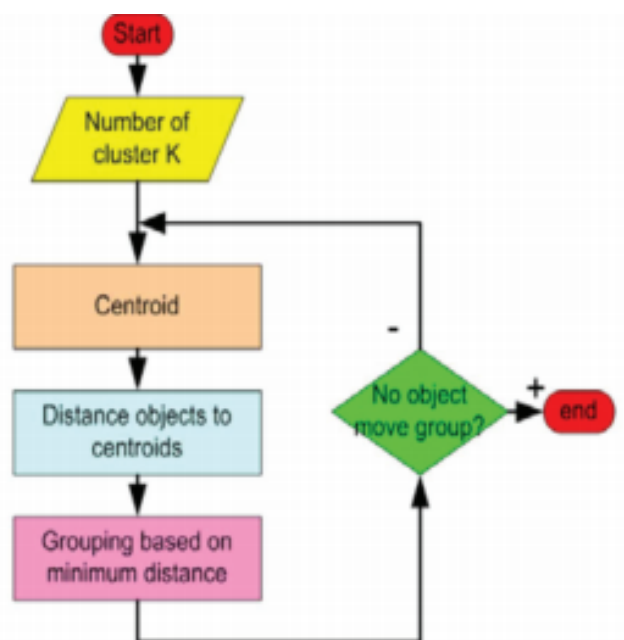 Start
Number of
cluster K
Centroid
Distance objects to
centroids
Grouping based on
minimum distance
-
No object
move group?
+
end